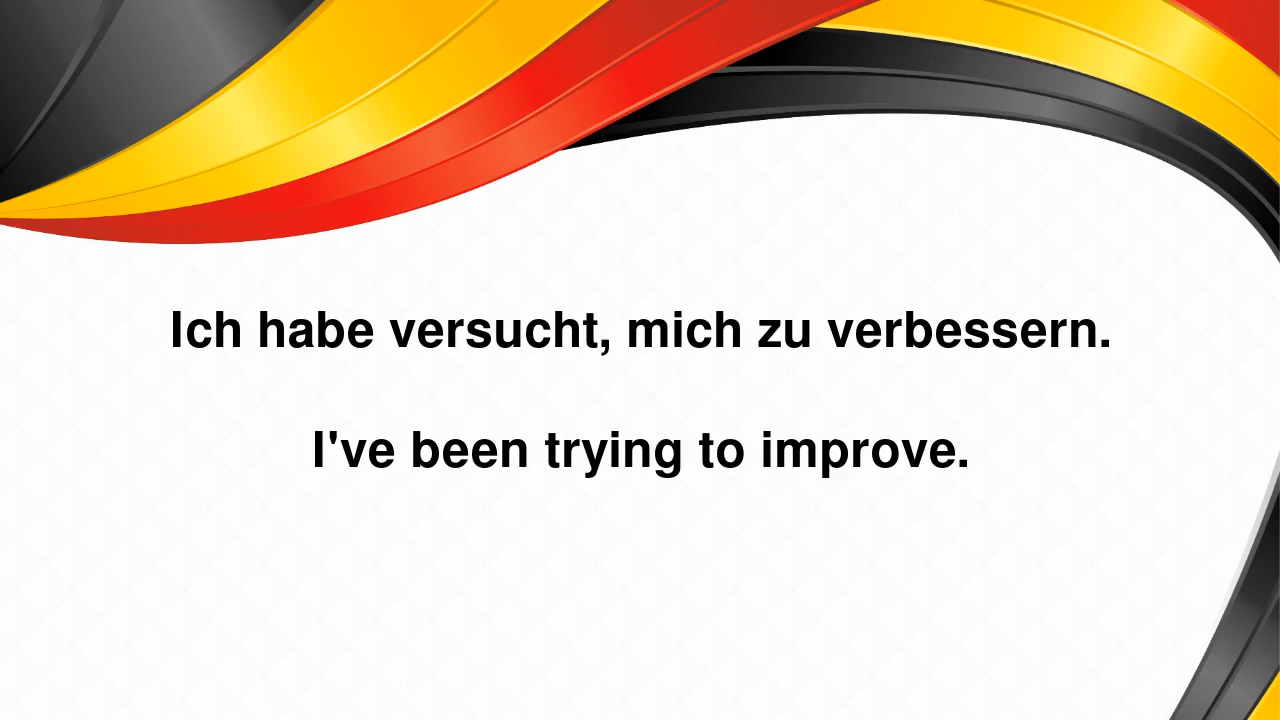 Ich habe versucht, mich zu verbessern.
I've been trying to improve.